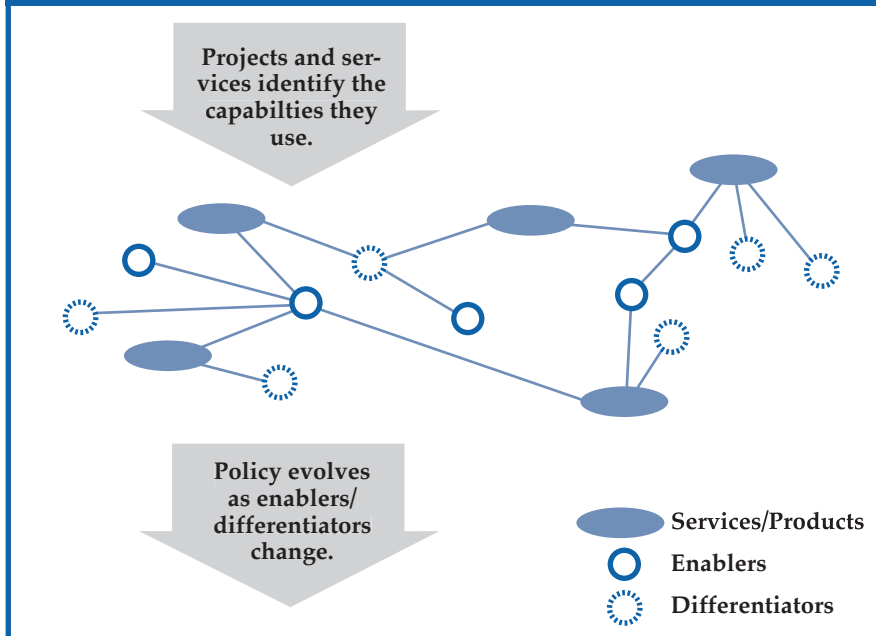 Projects and ser-
vices identify the
capabilties they
use.
Policy evolves
as enablers/
differentiators
change.
Services/Products
Enablers
Differentiators